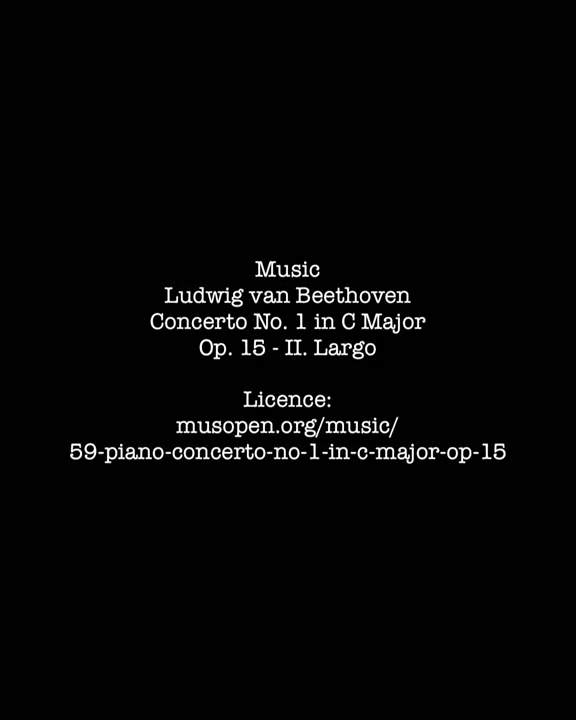 Music
Ludwig van Beethoven
Concerto No. 1 in C Major
Op. 15 - II. Largo
Licence:
musopen.org/music/
59-piano-concerto-no-1-in-c-major-op-15